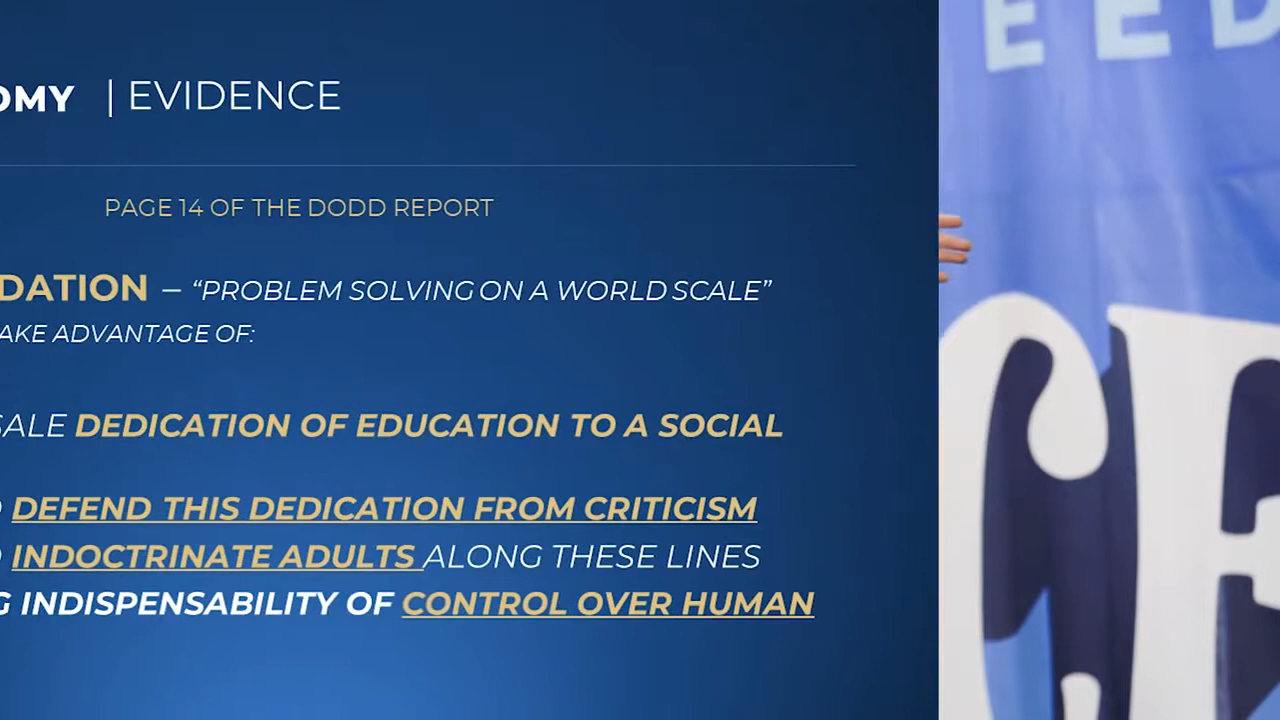 OMY | EVIDENCE
PAGE 14 OF THE DODD REPORT
DATION – “PROBLEM SOLVING ON A WORLD SCALE”
AKE ADVANTAGE OF:
SALE DEDICATION OF EDUCATION TO A SOCIAL
DEFEND THIS DEDICATION FROM CRITICISM
INDOCTRINATE ADULTS ALONG THESE LINES
G INDISPENSABILITY OF CONTROL OVER HUMAN
E E D
CE